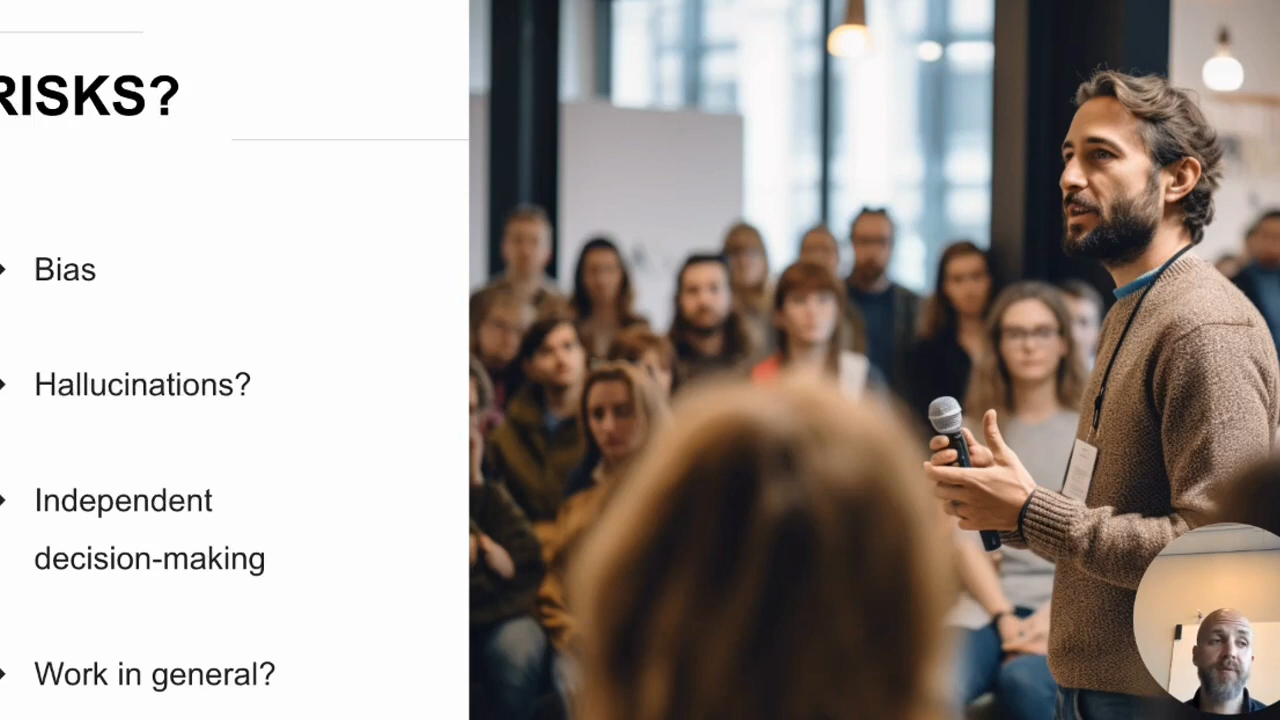 RISKS?
Bias
Hallucinations?
Independent
decision-making
Work in general?